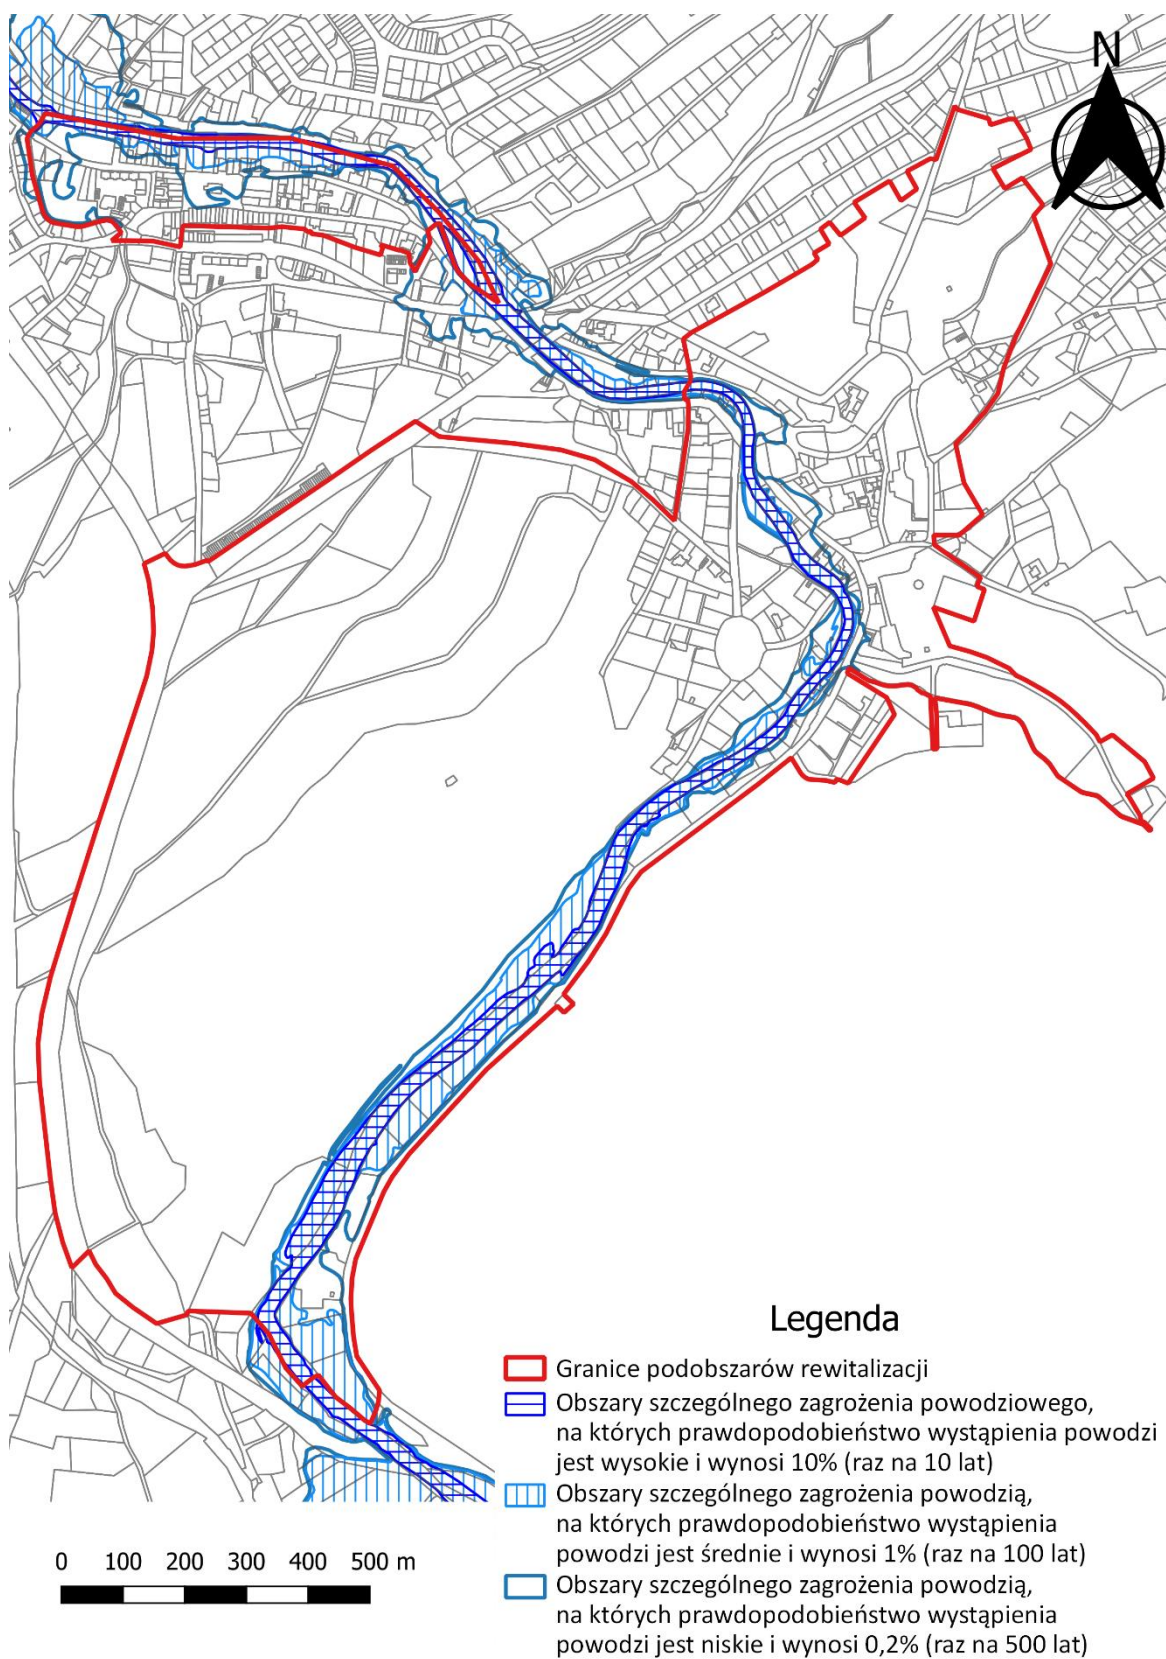 N
Legenda
Granice podobszarów rewitalizacji
Obszary szczególnego zagrożenia powodziowego,
na których prawdopodobieństwo wystąpienia powodzi
jest wysokie i wynosi 10% (raz na 10 lat)
Obszary szczególnego zagrożenia powodzią,
na których prawdopodobieństwo wystąpienia
powodzi jest średnie i wynosi 1% (raz na 100 lat)
Obszary szczególnego zagrożenia powodzią,
na których prawdopodobieństwo wystąpienia
powodzi jest niskie i wynosi 0,2% (raz na 500 lat)
0 100 200 300 400 500 m